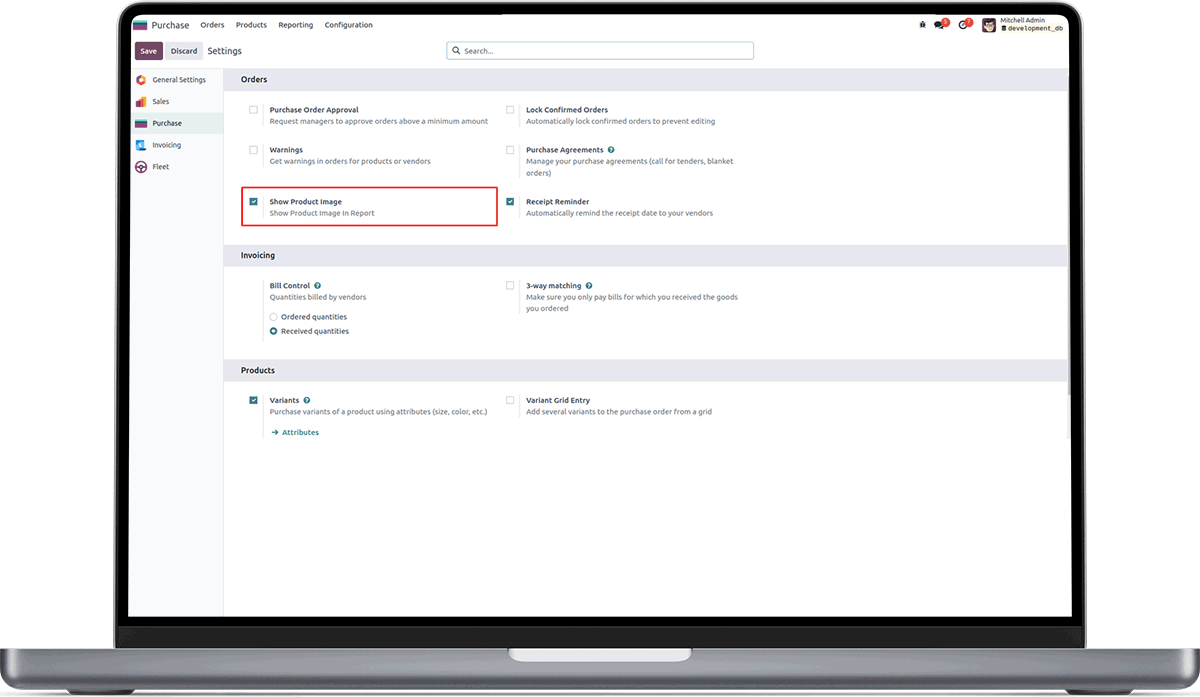 Purchase Orders Products Reporting Configuration
5 7 Mitchell Admin
development_db
Save Discard Settings Search...
General Settings
Sales
Purchase
Invoicing
Fleet
Orders
Purchase Order Approval
Request managers to approve orders above a minimum amount
Lock Confirmed Orders
Automatically lock confirmed orders to prevent editing
Warnings
Get warnings in orders for products or vendors
Purchase Agreements ?
Manage your purchase agreements (call for tenders, blanket
orders)
Show Product Image
Show Product Image In Report
Receipt Reminder
Automatically remind the receipt date to your vendors
Invoicing
Bill Control ?
Quantities billed by vendors
Ordered quantities
Received quantities
3-way matching ?
Make sure you only pay bills for which you received the goods
you ordered
Products
Variants ?
Purchase variants of a product using attributes (size, color, etc.)
→ Attributes
Variant Grid Entry
Add several variants to the purchase order from a grid